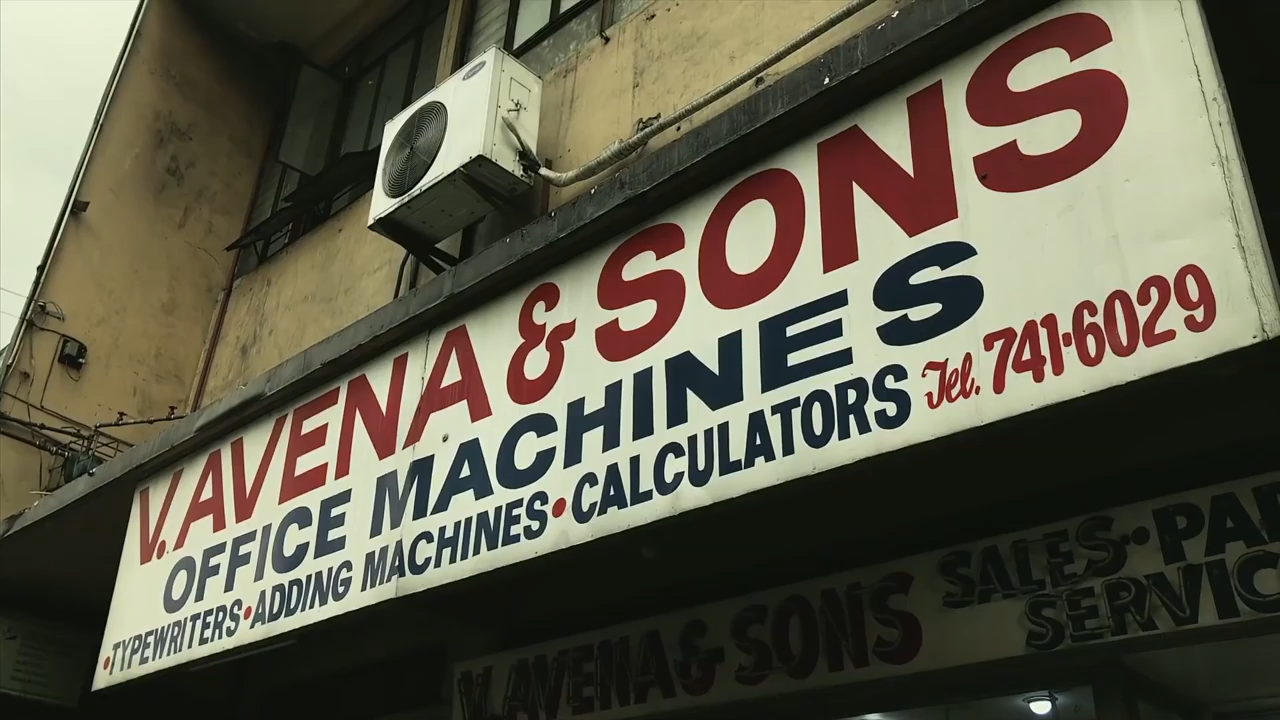 V. AVENA & SONS
OFFICE MACHINES
•TYPEWRITERS•ADDING MACHINES•CALCULATORS Tel. 741-6029
V. AVENA & SONS
SALES•